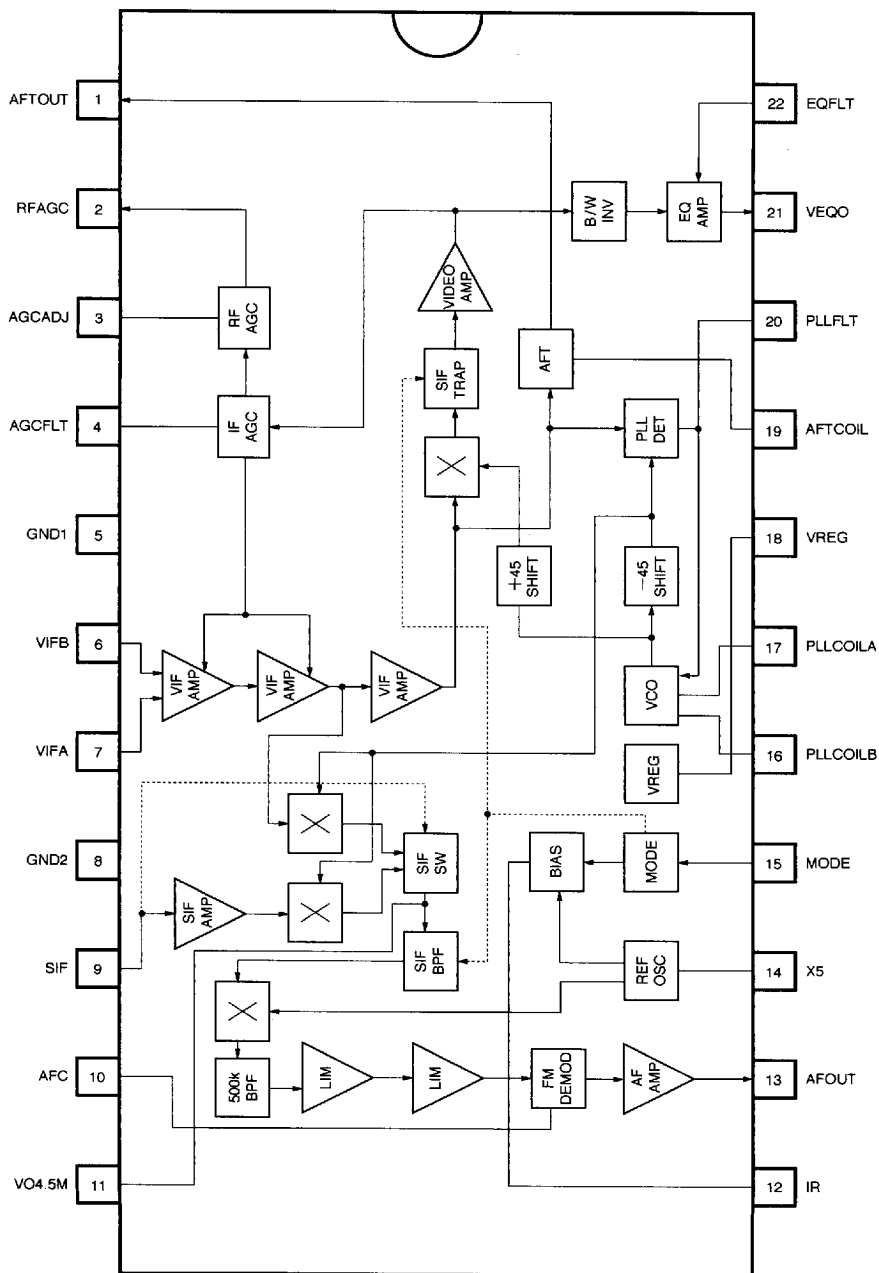 AFTOUT
1
22
EQFLT
RFAGC
2
B/W
INV
EQ
AMP
21
VEQO
VIDEO
AMP
AGCADJ
3
RF
AGC
20
PLLFLT
SIF
TRAP
AFT
AGCFLT
4
IF
AGC
PLL
DET
19
AFTCOIL
GND1
5
18
VREG
+45
SHIFT
−45
SHIFT
VIFB
6
17
PLLCOILA
VIF
AMP
VIF
AMP
VIF
AMP
VCO
VIFA
7
16
PLLCOILB
VREG
GND2
8
SIF
SW
BIAS
MODE
15
MODE
SIF
AMP
SIF
9
SIF
BPF
REF
OSC
14
X5
AFC
10
500k
BPF
LIM
LIM
FM
DEMOD
AF
AMP
13
AFOUT
VO4.5M
11
12
IR